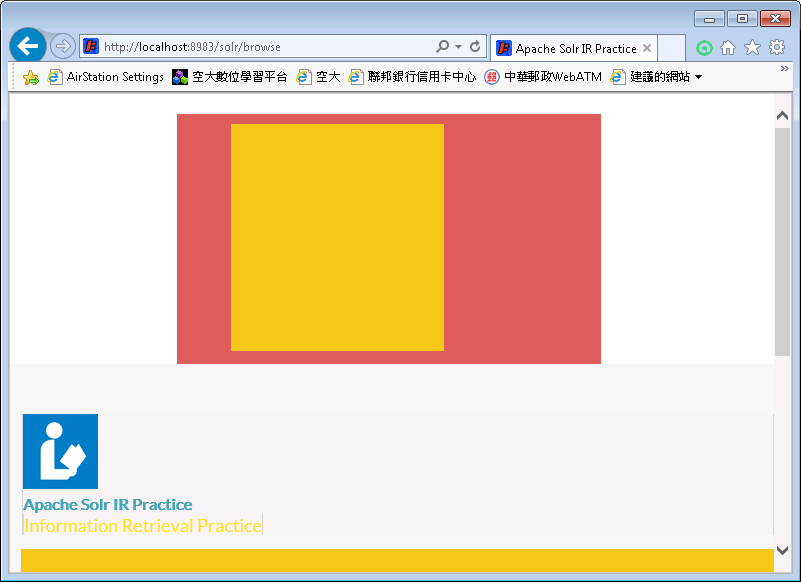 http://localhost:8983/solr/browse
Apache Solr IR Practice
AirStation Settings
空大數位學習平台
空大
聯邦銀行信用卡中心
中華郵政WebATM
建議的網站
Apache Solr IR Practice
Information Retrieval Practice